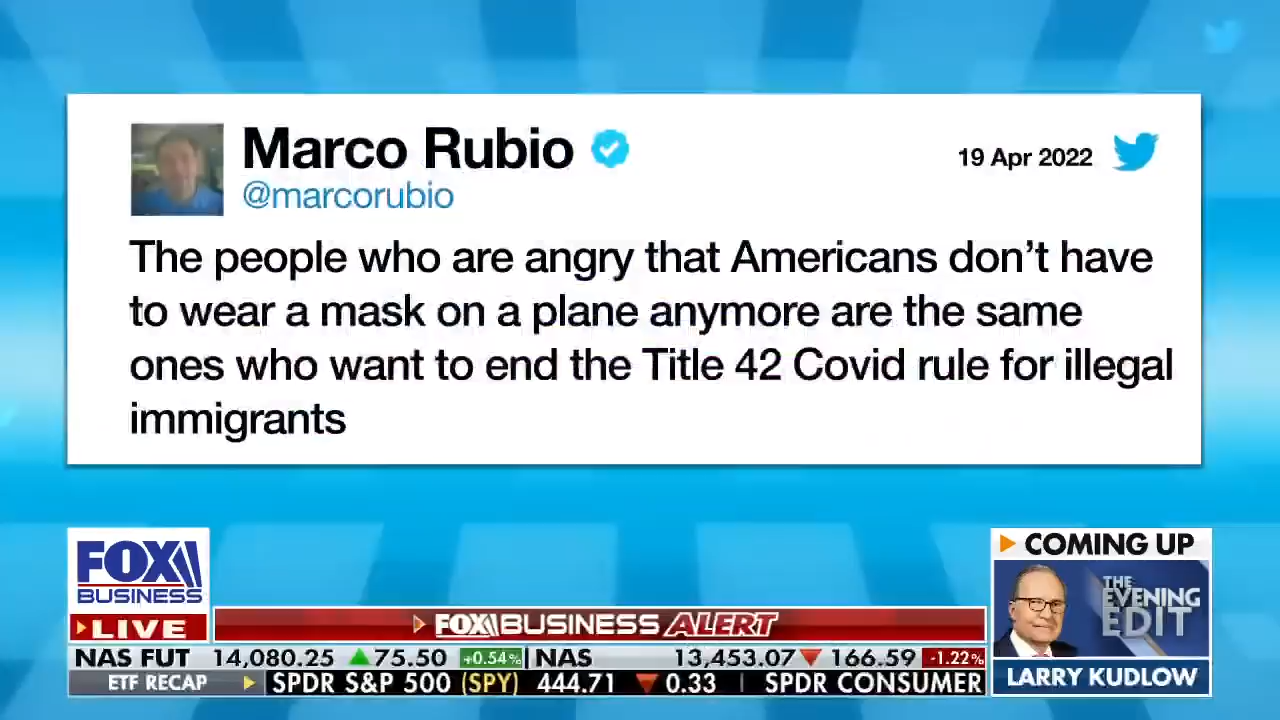 Marco Rubio
@marcorubio
19 Apr 2022
The people who are angry that Americans don’t have
to wear a mask on a plane anymore are the same
ones who want to end the Title 42 Covid rule for illegal
immigrants
FOX
BUSINESS
LIVE
FOX BUSINESS ALERT
NAS FUT 14,080.25 ▲75.50 +0.54% NAS 13,453.07▼ 166.59 -1.22%
ETF RECAP SPDR S&P 500 (SPY) 444.71 ▼ 0.33 SPDR CONSUMER
COMING UP
THE
EVENING
EDIT
LARRY KUDLOW